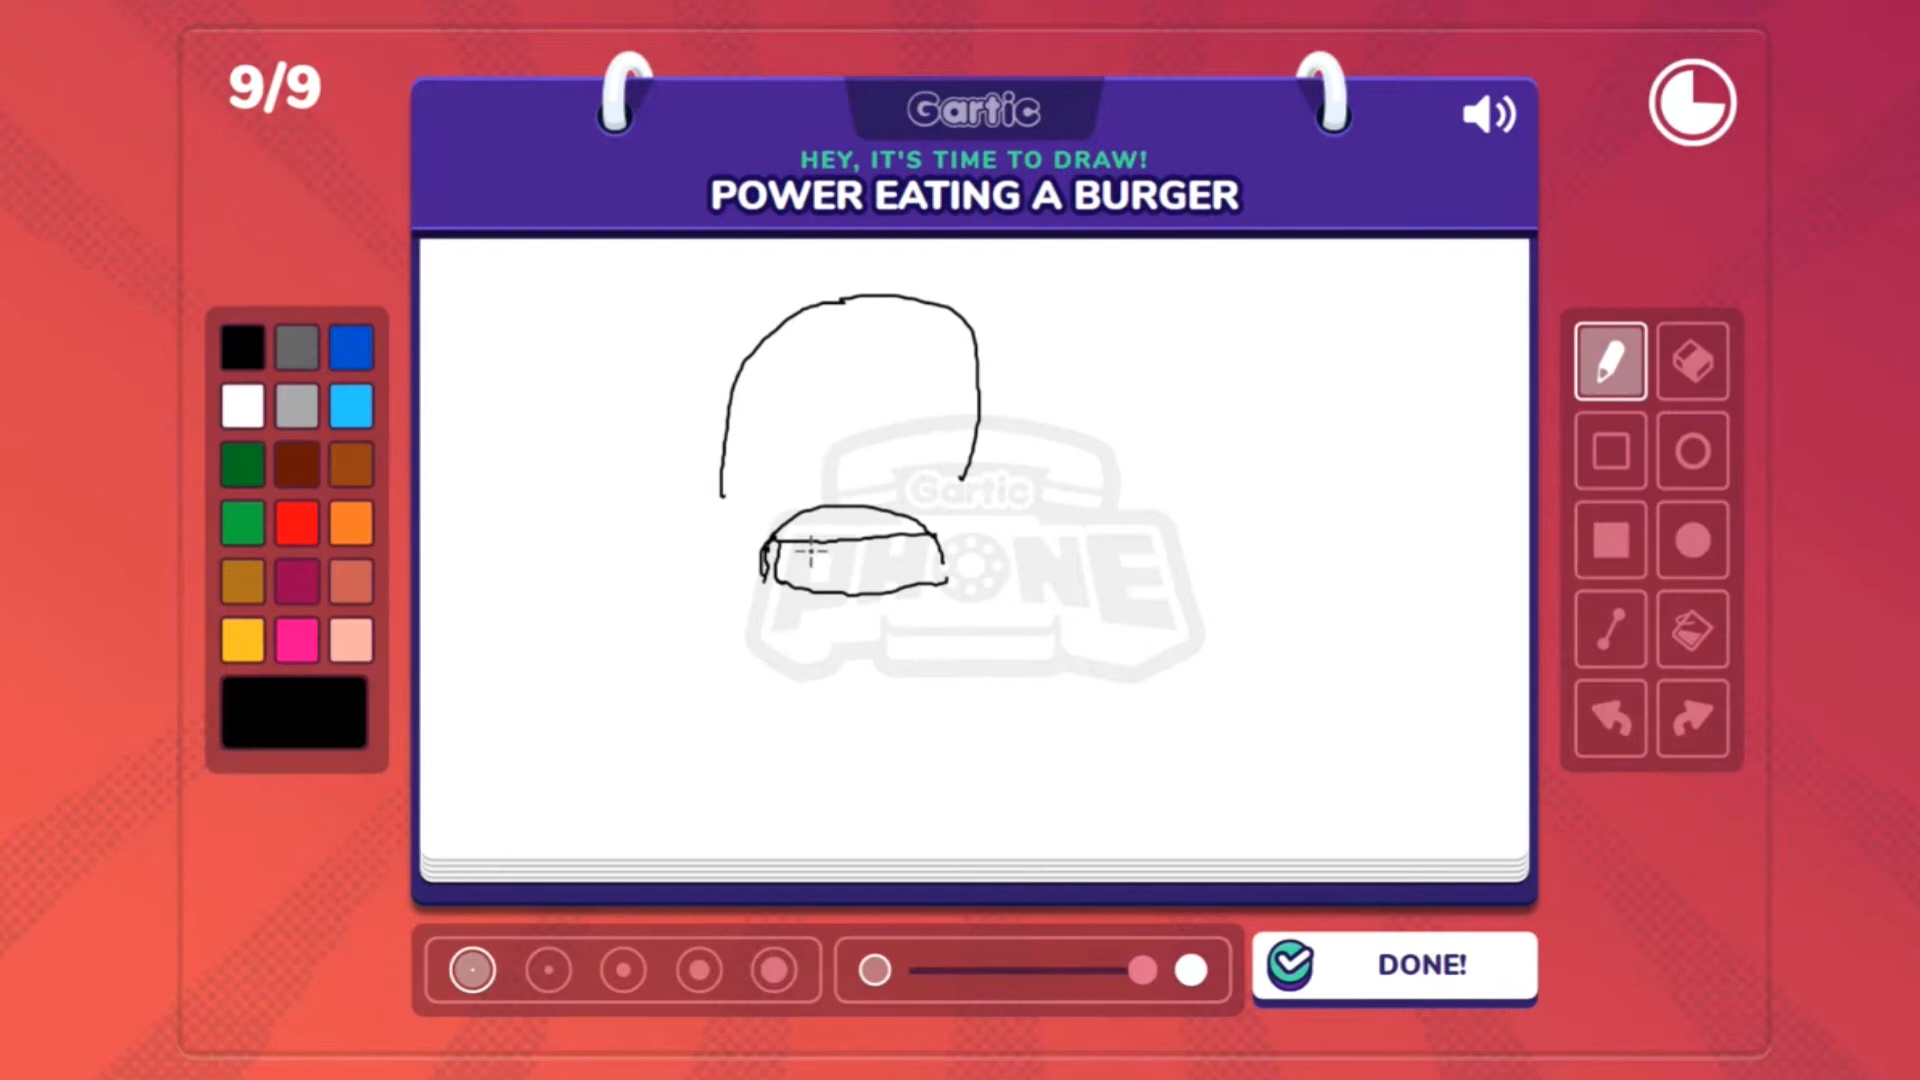 9/9
Gartic
HEY, IT'S TIME TO DRAW!
POWER EATING A BURGER
Gartic
PHONE
DONE!